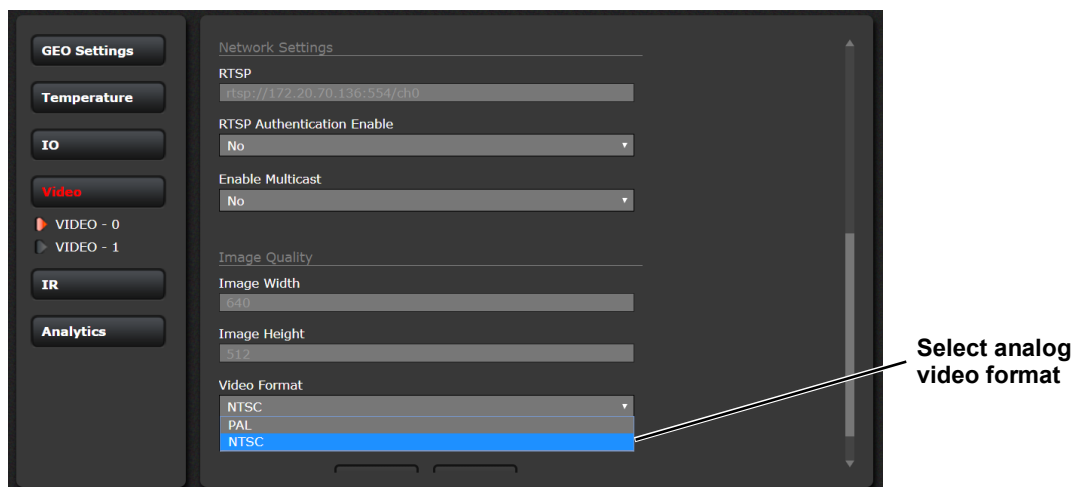 GEO Settings
Temperature
IO
Video
VIDEO - 0
VIDEO - 1
IR
Analytics
Network Settings
RTSP
rtsp://172.20.70.136:554/ch0
RTSP Authentication Enable
No
Enable Multicast
No
Image Quality
Image Width
640
Image Height
512
Video Format
NTSC
PAL
NTSC
Select analog
video format